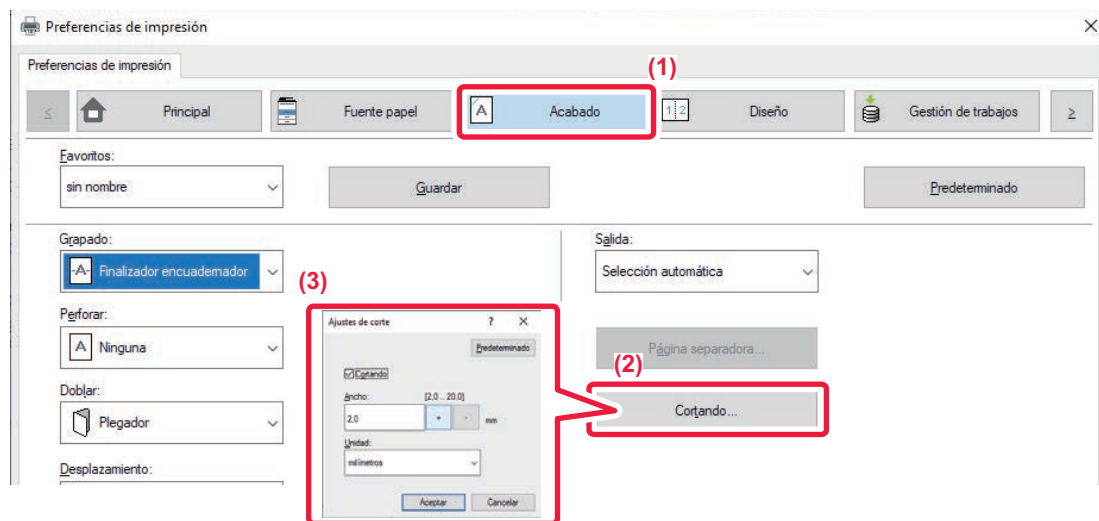 Preferencias de impresión
Preferencias de impresión
(1)
≤ Principal Fuente papel A Acabado 1 2 Diseño Gestión de trabajos ≥
Favoritos:
sin nombre Guardar Predeterminado
Grapado: Salida:
-A- Finalizador encuadernador Selección automática
(3)
Perforar:
A Ninguna Página separadora...
(2)
Doblar:
Plegador Cortando...
Desplazamiento:
Ajustes de corte ? X
Predeterminado
Cortando
Ancho: [2.0 .. 20.0]
2.0 + - mm
Unidad:
milímetros
Aceptar Cancelar